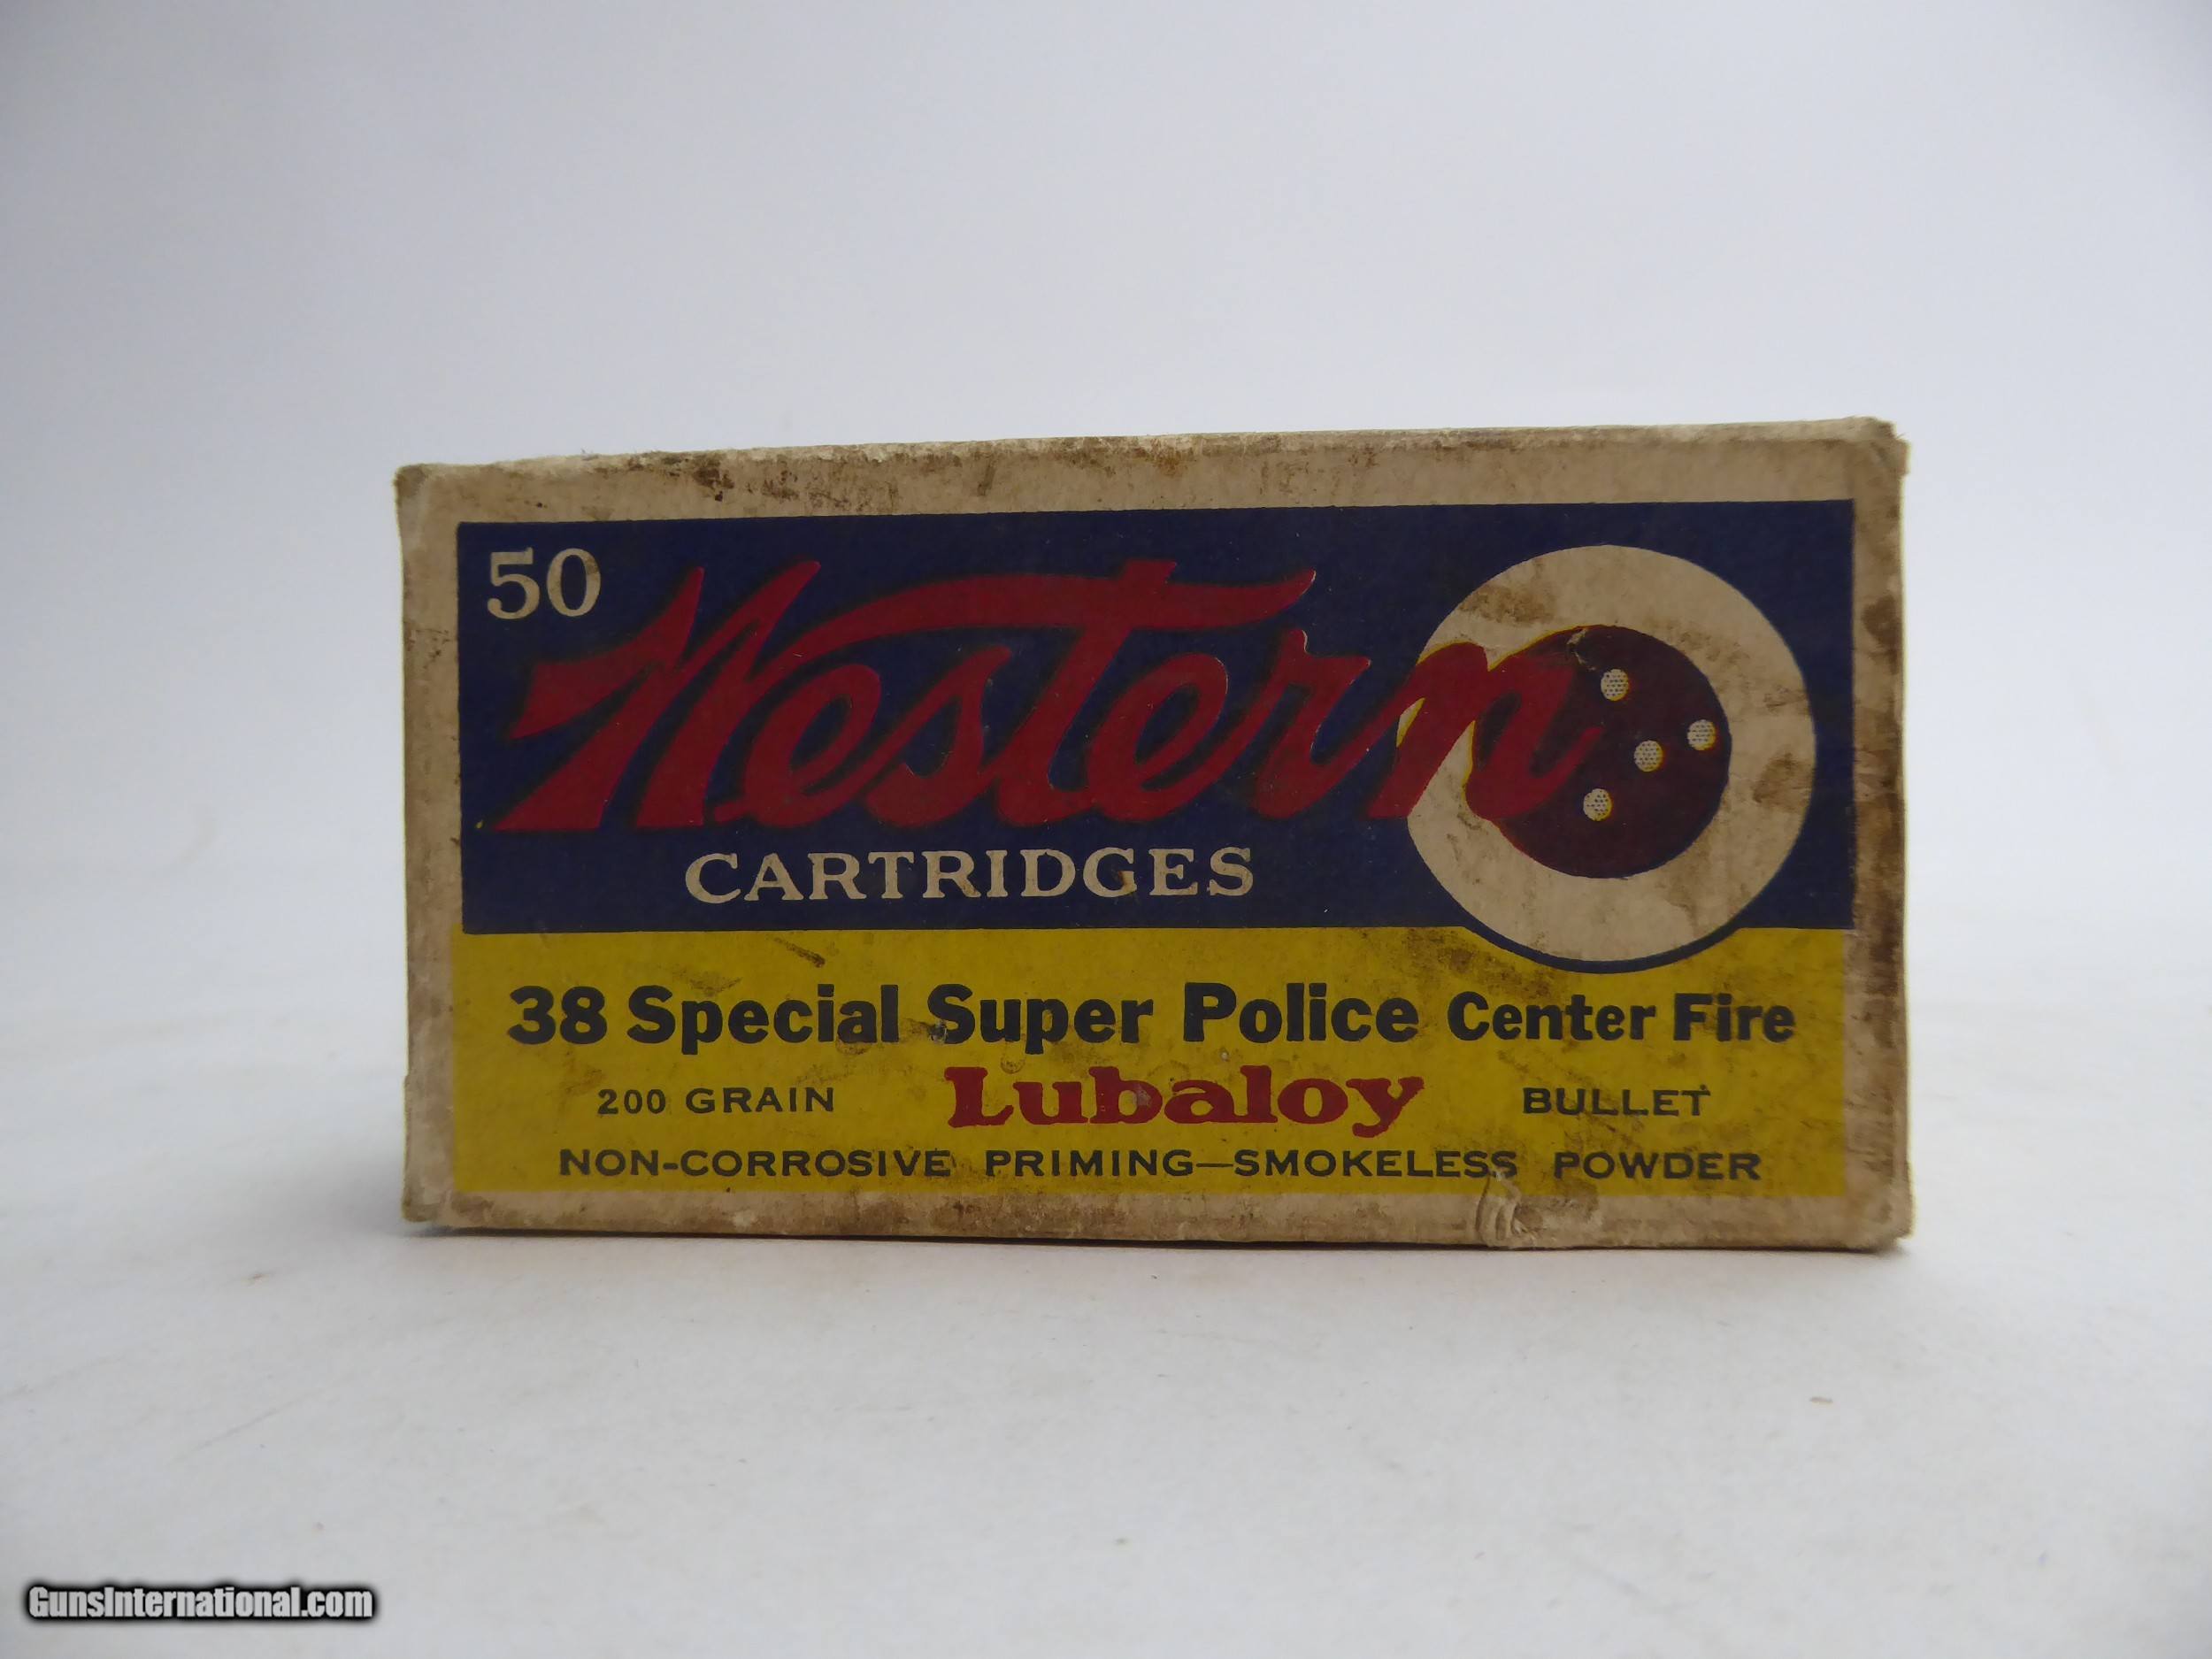 50
Western
CARTRIDGES
38 Special Super Police Center Fire
200 GRAIN Lubaloy BULLET
NON-CORROSIVE PRIMING—SMOKELESS POWDER
GunsInternational.com